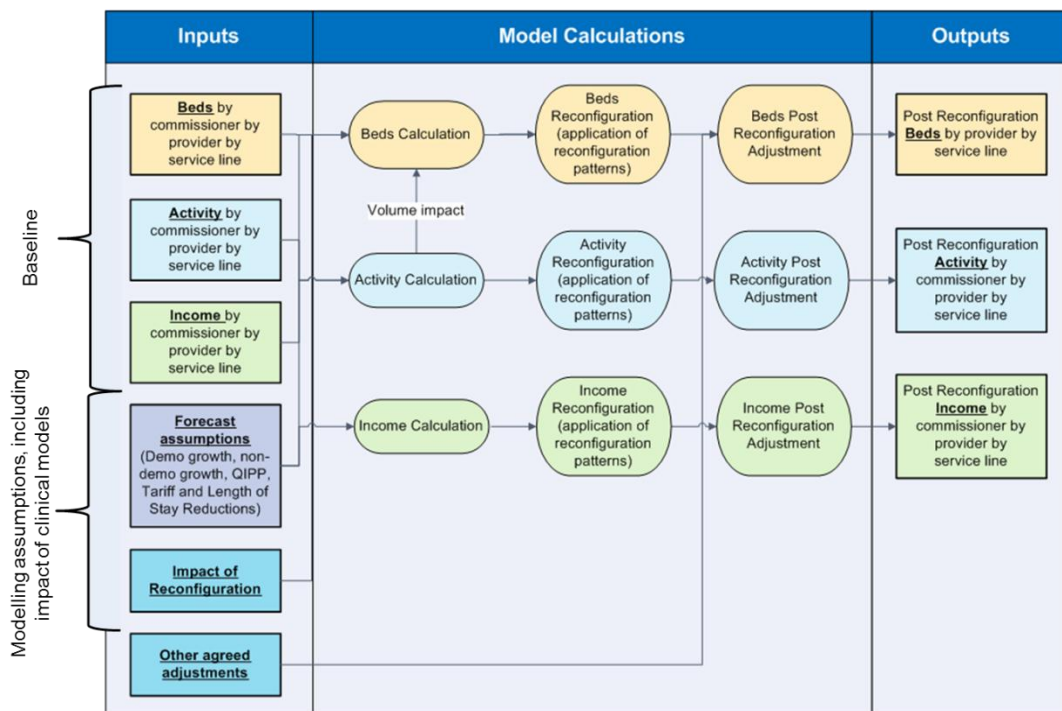 Inputs
Model Calculations
Outputs
Baseline
Modelling assumptions, including
impact of clinical models
Beds by
commissioner by
provider by
service line
Beds Calculation
Beds
Reconfiguration
(application of
reconfiguration
patterns)
Beds Post
Reconfiguration
Adjustment
Post Reconfiguration
Beds by provider by
service line
Volume impact
Activity by
commissioner by
provider by
service line
Activity Calculation
Activity
Reconfiguration
(application of
reconfiguration
patterns)
Activity Post
Reconfiguration
Adjustment
Post Reconfiguration
Activity by
commissioner by
provider by
service line
Income by
commissioner by
provider by
service line
Forecast
assumptions
(Demo growth, non-
demo growth, QIPP,
Tariff and Length of
Stay Reductions)
Income Calculation
Income
Reconfiguration
(application of
reconfiguration
patterns)
Income Post
Reconfiguration
Adjustment
Post Reconfiguration
Income by
commissioner by
provider by
service line
Impact of
Reconfiguration
Other agreed
adjustments